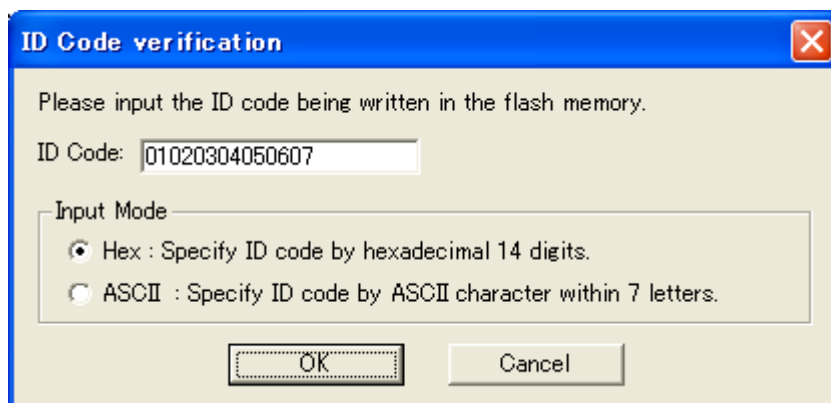 ID Code verification
Please input the ID code being written in the flash memory.
ID Code: 01020304050607
Input Mode
Hex : Specify ID code by hexadecimal 14 digits.
ASCII : Specify ID code by ASCII character within 7 letters.
OK Cancel